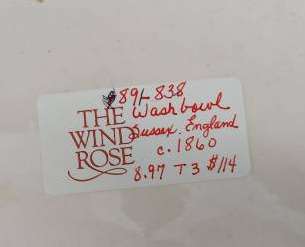 891-838
THE Washbowl
WIND Sussex. England
ROSE c. 1860
8.97 T3 $114